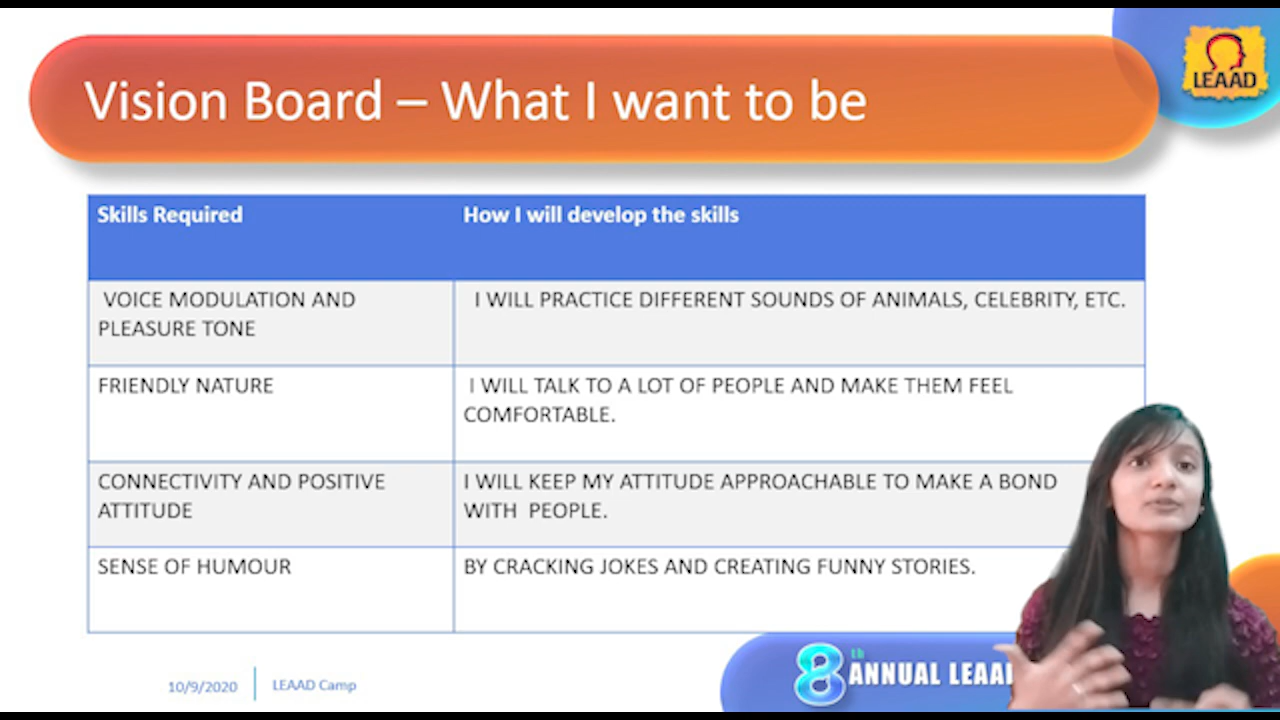 Vision Board – What I want to be
LEAAD
Skills Required
How I will develop the skills
VOICE MODULATION AND
PLEASURE TONE
I WILL PRACTICE DIFFERENT SOUNDS OF ANIMALS, CELEBRITY, ETC.
FRIENDLY NATURE
I WILL TALK TO A LOT OF PEOPLE AND MAKE THEM FEEL
COMFORTABLE.
CONNECTIVITY AND POSITIVE
ATTITUDE
I WILL KEEP MY ATTITUDE APPROACHABLE TO MAKE A BOND
WITH PEOPLE.
SENSE OF HUMOUR
BY CRACKING JOKES AND CREATING FUNNY STORIES.
10/9/2020
LEAAD Camp
8th ANNUAL LEAA